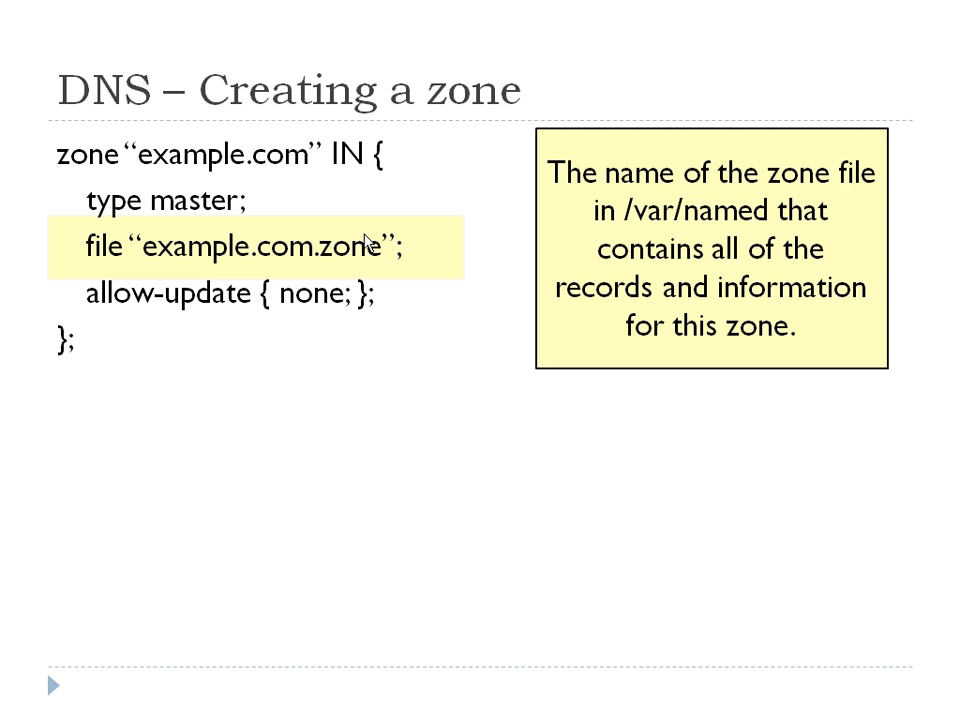 DNS – Creating a zone
zone “example.com” IN {
type master;
file “example.com.zone”;
allow-update { none; };
};
The name of the zone file
in /var/named that
contains all of the
records and information
for this zone.